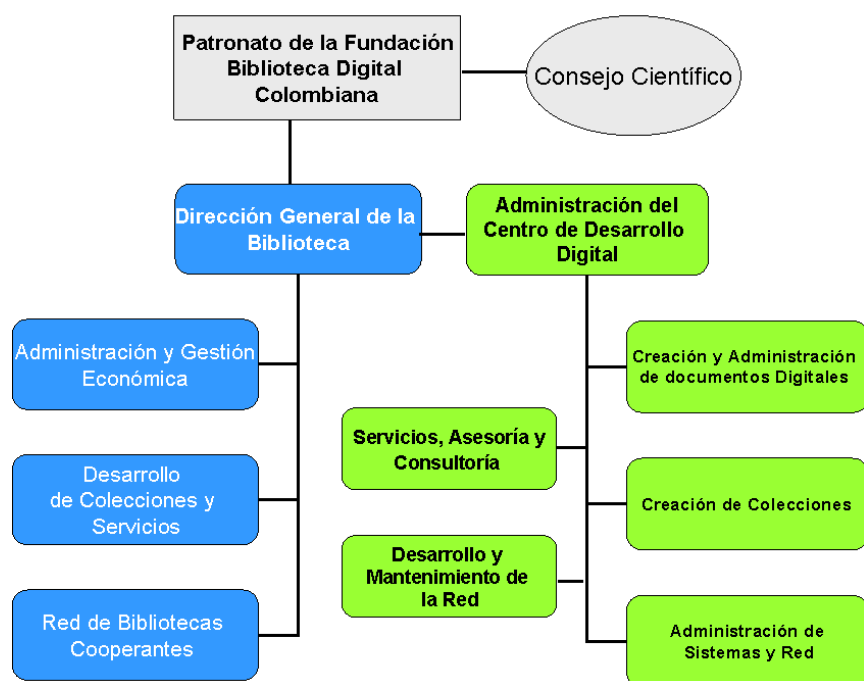 Patronato de la Fundación
Biblioteca Digital
Colombiana
Consejo Científico
Dirección General de la
Biblioteca
Administración del
Centro de Desarrollo
Digital
Administración y Gestión
Económica
Desarrollo
de Colecciones y
Servicios
Red de Bibliotecas
Cooperantes
Servicios, Asesoría y
Consultoría
Desarrollo y
Mantenimiento de
la Red
Creación y Administración
de documentos Digitales
Creación de Colecciones
Administración de
Sistemas y Red